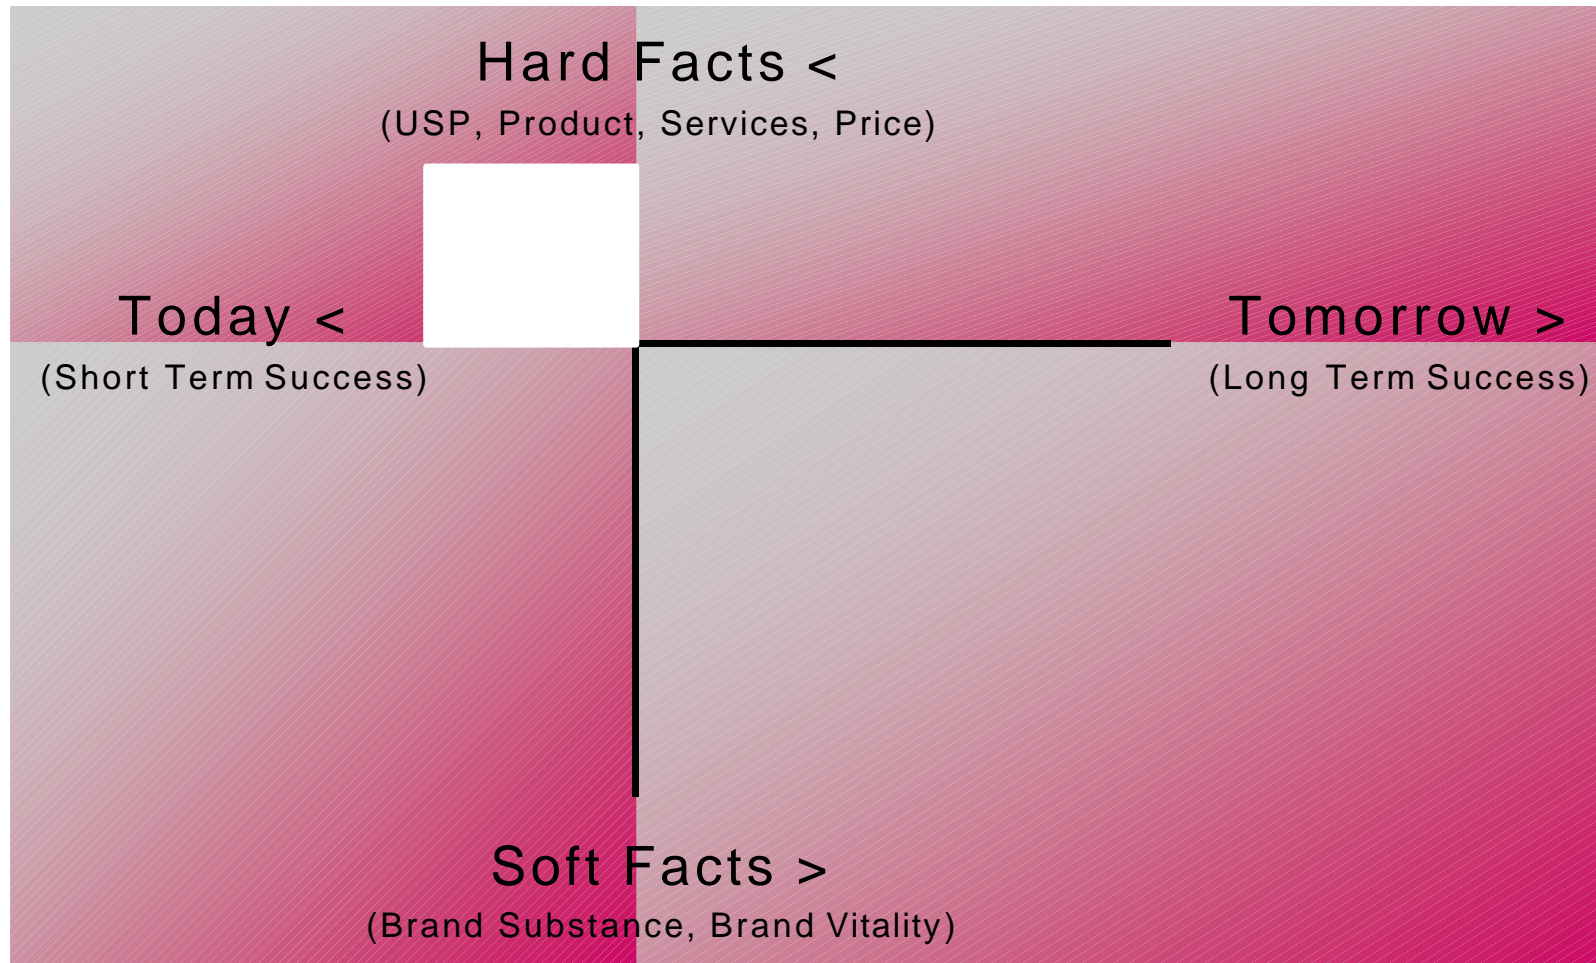 Hard Facts <
(USP, Product, Services, Price)
Today <
(Short Term Success)
Tomorrow >
(Long Term Success)
Soft Facts >
(Brand Substance, Brand Vitality)